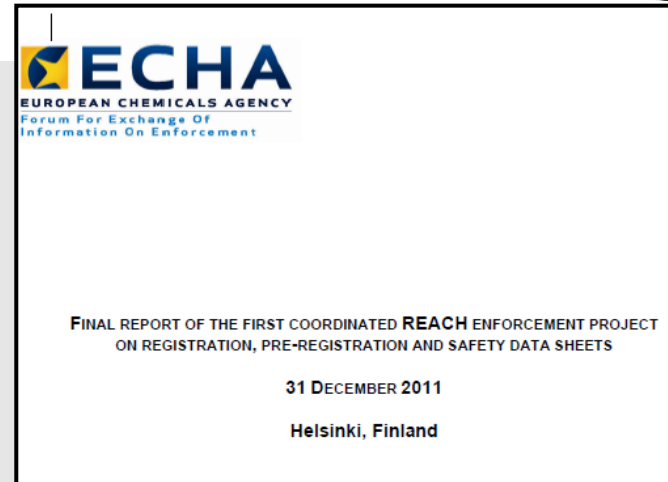 ECHA
EUROPEAN CHEMICALS AGENCY
Forum For Exchange Of
Information On Enforcement
FINAL REPORT OF THE FIRST COORDINATED REACH ENFORCEMENT PROJECT
ON REGISTRATION, PRE-REGISTRATION AND SAFETY DATA SHEETS
31 DECEMBER 2011
Helsinki, Finland